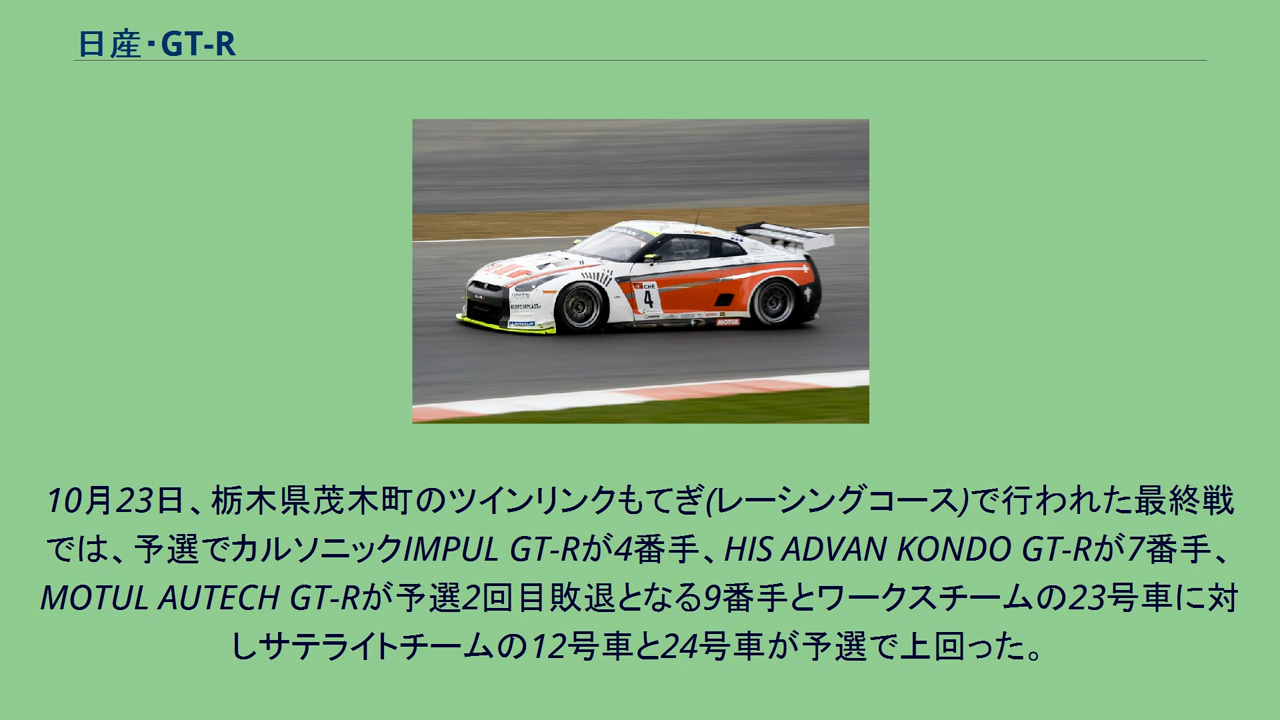 日産・GT-R
CHE
4
MOTUL
10月23日、栃木県茂木町のツインリンクもてぎ(レーシングコース)で行われた最終戦
では、予選でカルソニックIMPUL GT-Rが4番手、HIS ADVAN KONDO GT-Rが7番手、
MOTUL AUTECH GT-Rが予選2回目敗退となる9番手とワークスチームの23号車に対
しサテライトチームの12号車と24号車が予選で上回った。